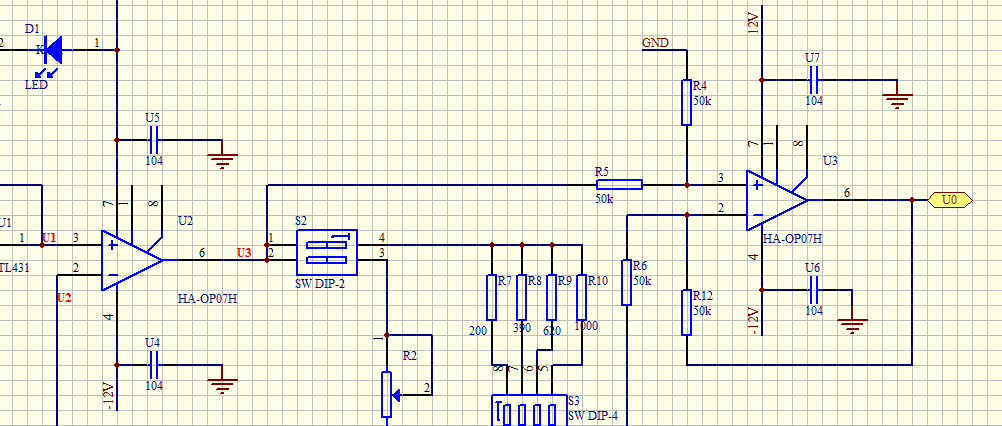 D1
2
K
1
LED
U5
104
7
1
8
U2
U1
1
U1
3
TL431
2
U2
4
6
HA-OP07H
U4
104
-12V
U3
S2
1
2
4
3
SW DIP-2
1
R2
2
R5
50k
GND
R4
50k
12V
U7
104
7
1
8
U3
3
2
6
U0
HA-OP07H
4
U6
104
-12V
R6
50k
R12
50k
R7
R8
R9
R10
200
390
620
1000
8
7
6
5
S3
SW DIP-4